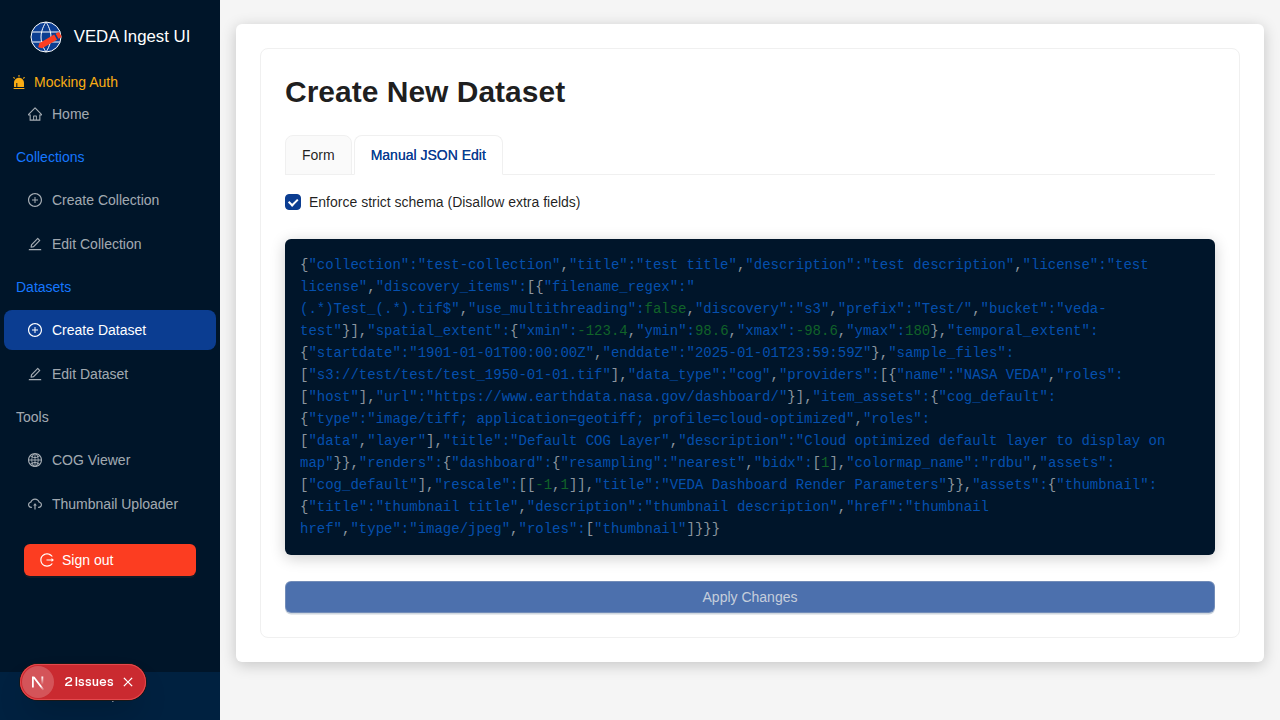 VEDA Ingest UI
Mocking Auth
Home
Collections
Create Collection
Edit Collection
Datasets
Create Dataset
Edit Dataset
Tools
COG Viewer
Thumbnail Uploader
Sign out
2 Issues
Create New Dataset
Form
Manual JSON Edit
Enforce strict schema (Disallow extra fields)
{"collection":"test-collection","title":"test title","description":"test description","license":"test
license","discovery_items":[{"filename_regex":"
(.*)Test_(.*).tif$","use_multithreading":false,"discovery":"s3","prefix":"Test/","bucket":"veda-
test"}],"spatial_extent":{"xmin":-123.4,"ymin":98.6,"xmax":-98.6,"ymax":180},"temporal_extent":
{"startdate":"1901-01-01T00:00:00Z","enddate":"2025-01-01T23:59:59Z"},"sample_files":
["s3://test/test/test_1950-01-01.tif"],"data_type":"cog","providers":[{"name":"NASA VEDA","roles":
["host"],"url":"https://www.earthdata.nasa.gov/dashboard/"}],"item_assets":{"cog_default":
{"type":"image/tiff; application=geotiff; profile=cloud-optimized","roles":
["data","layer"],"title":"Default COG Layer","description":"Cloud optimized default layer to display on
map"}},"renders":{"dashboard":{"resampling":"nearest","bidx":[1],"colormap_name":"rdbu","assets":
["cog_default"],"rescale":[[-1,1]],"title":"VEDA Dashboard Render Parameters"}},"assets":{"thumbnail":
{"title":"thumbnail title","description":"thumbnail description","href":"thumbnail
href","type":"image/jpeg","roles":["thumbnail"]}}}
Apply Changes